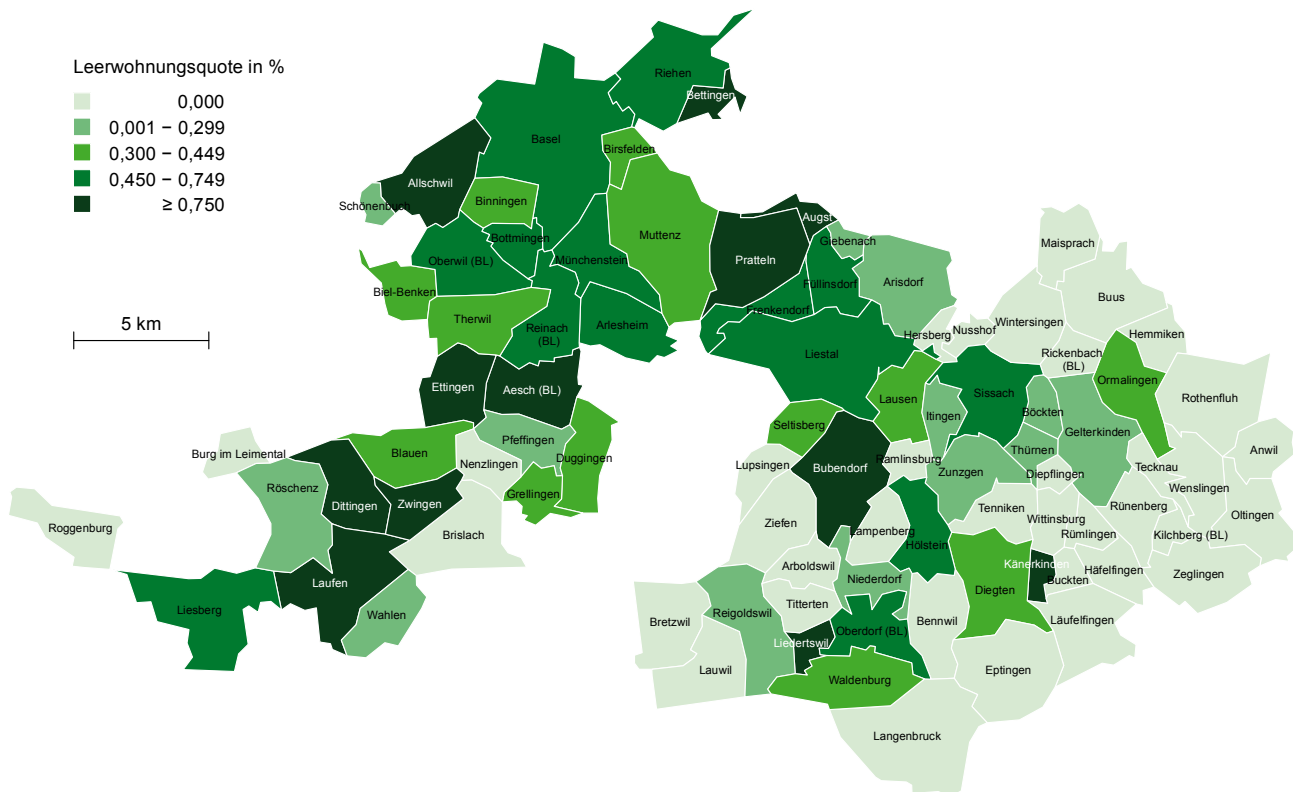 Leerwohnungsquote in %
0,000
0,001 – 0,299
0,300 – 0,449
0,450 – 0,749
≥ 0,750
5 km
Riehen
Bettingen
Basel
Birsfelden
Allschwil
Schönenbuch
Binningen
Bottmingen
Oberwil (BL)
Münchenstein
Muttenz
Biel-Benken
Therwil
Reinach
(BL)
Arlesheim
Augst
Giebenach
Pratteln
Füllinsdorf
Frenkendorf
Arisdorf
Hersberg
Liestal
Nusshof
Wintersingen
Maisprach
Buus
Hemmiken
Rickenbach
(BL)
Ormalingen
Rothenfluh
Ettingen
Aesch (BL)
Lausen
Itingen
Sissach
Böckten
Gelterkinden
Seltisberg
Pfeffingen
Duggingen
Blauen
Nenzlingen
Grellingen
Burg im Leimental
Röschenz
Dittingen
Zwingen
Brislach
Roggenburg
Laufen
Liesberg
Wahlen
Lupsingen
Bubendorf
Ramlinsburg
Zunzgen
Thürnen
Diepflingen
Tecknau
Anwil
Wenslingen
Ziefen
Lampenberg
Hölstein
Tenniken
Wittinsburg
Rümlingen
Rünenberg
Kilchberg (BL)
Oltingen
Arboldswil
Niederdorf
Känerkinden
Buckten
Häfelfingen
Zeglingen
Titterten
Reigoldswil
Bretzwil
Diegten
Bennwil
Läufelfingen
Liedertswil
Oberdorf (BL)
Lauwil
Waldenburg
Eptingen
Langenbruck